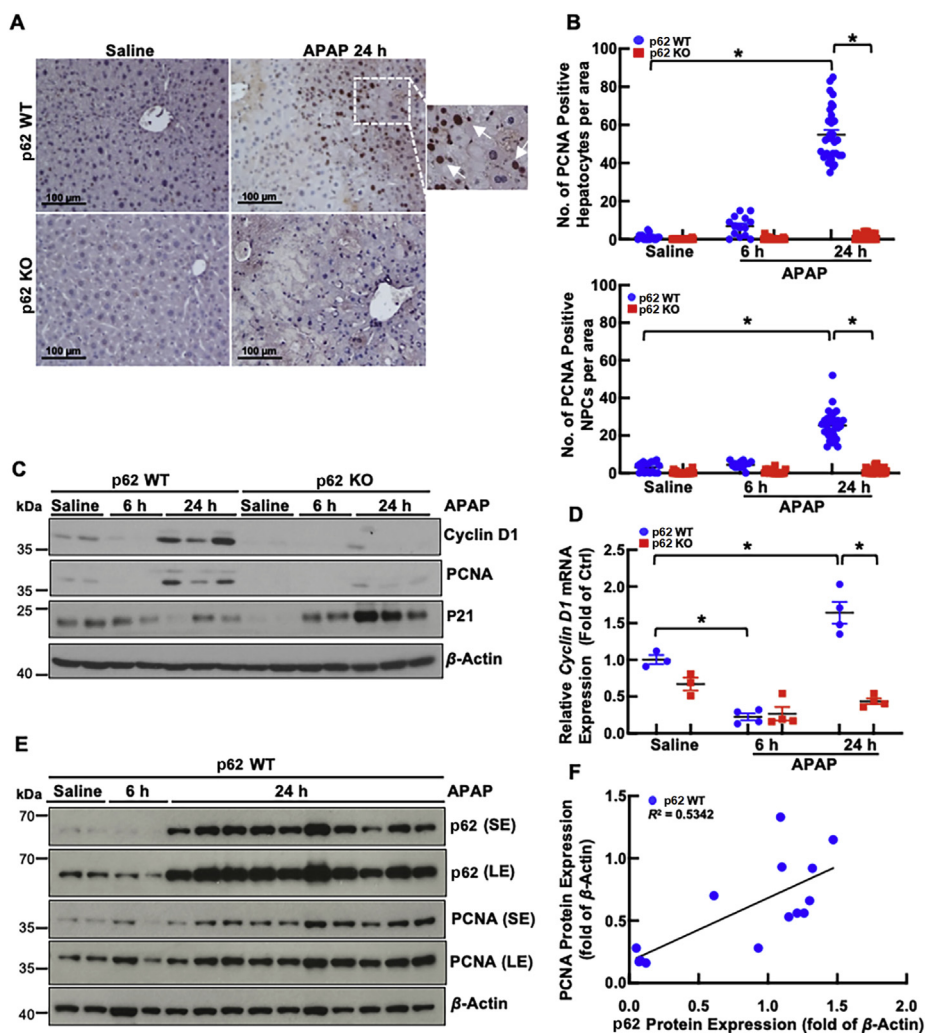 A
Saline
APAP 24 h
p62 WT
100 μm
100 μm
p62 KO
100 μm
100 μm
B
p62 WT
p62 KO
No. of PCNA Positive
Hepatocytes per area
100
80
60
40
20
0
*
*
Saline
6 h
24 h
APAP
p62 WT
p62 KO
No. of PCNA Positive
NPCs per area
100
80
60
40
20
0
*
*
Saline
6 h
24 h
APAP
C
p62 WT
p62 KO
kDa
Saline
6 h
24 h
Saline
6 h
24 h
APAP
35
Cyclin D1
35
PCNA
25
P21
40
β-Actin
D
p62 WT
p62 KO
Relative Cyclin D1 mRNA
Expression (Fold of Ctrl)
2.5
2.0
1.5
1.0
0.5
0.0
*
*
*
Saline
6 h
24 h
APAP
E
p62 WT
kDa
Saline
6 h
24 h
APAP
70
p62 (SE)
70
p62 (LE)
35
PCNA (SE)
35
PCNA (LE)
40
β-Actin
F
p62 WT
R² = 0.5342
PCNA Protein Expression
(fold of β-Actin)
1.5
1.0
0.5
0.0
0.0 0.5 1.0 1.5 2.0
p62 Protein Expression (fold of β-Actin)